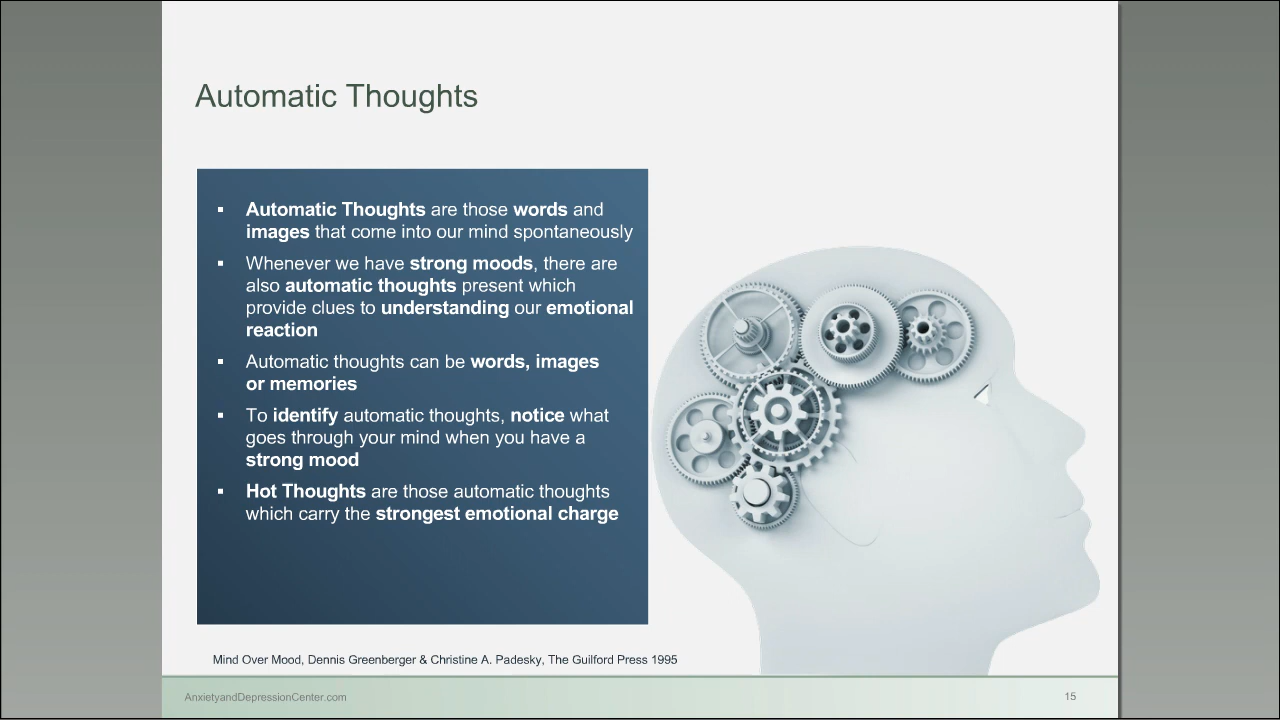 Automatic Thoughts
▪ Automatic Thoughts are those words and
images that come into our mind spontaneously
▪ Whenever we have strong moods, there are
also automatic thoughts present which
provide clues to understanding our emotional
reaction
▪ Automatic thoughts can be words, images
or memories
▪ To identify automatic thoughts, notice what
goes through your mind when you have a
strong mood
▪ Hot Thoughts are those automatic thoughts
which carry the strongest emotional charge
Mind Over Mood, Dennis Greenberger & Christine A. Padesky, The Guilford Press 1995
AnxietyandDepressionCenter.com
15